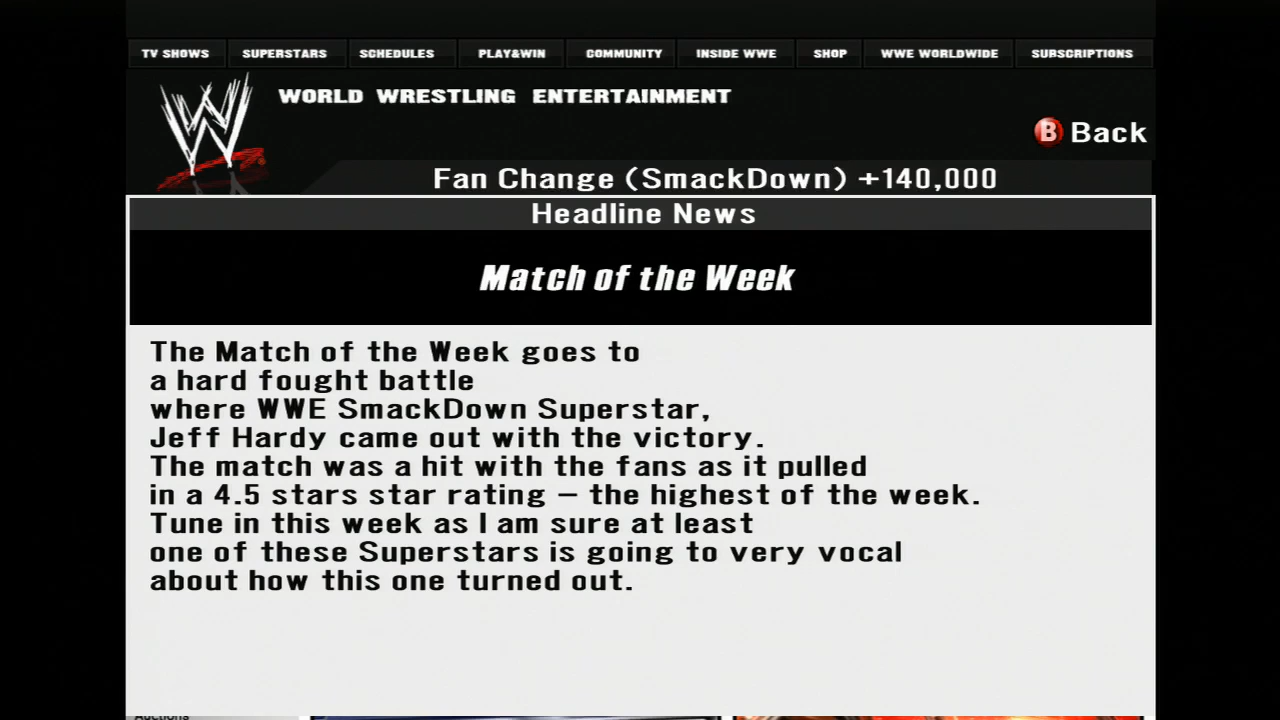 TV SHOWS SUPERSTARS SCHEDULES PLAY&WIN COMMUNITY INSIDE WWE SHOP WWE WORLDWIDE SUBSCRIPTIONS
WORLD WRESTLING ENTERTAINMENT
B Back
Fan Change (SmackDown) +140,000
Headline News
Match of the Week
The Match of the Week goes to
a hard fought battle
where WWE SmackDown Superstar,
Jeff Hardy came out with the victory.
The match was a hit with the fans as it pulled
in a 4.5 stars star rating – the highest of the week.
Tune in this week as I am sure at least
one of these Superstars is going to very vocal
about how this one turned out.
Auctions